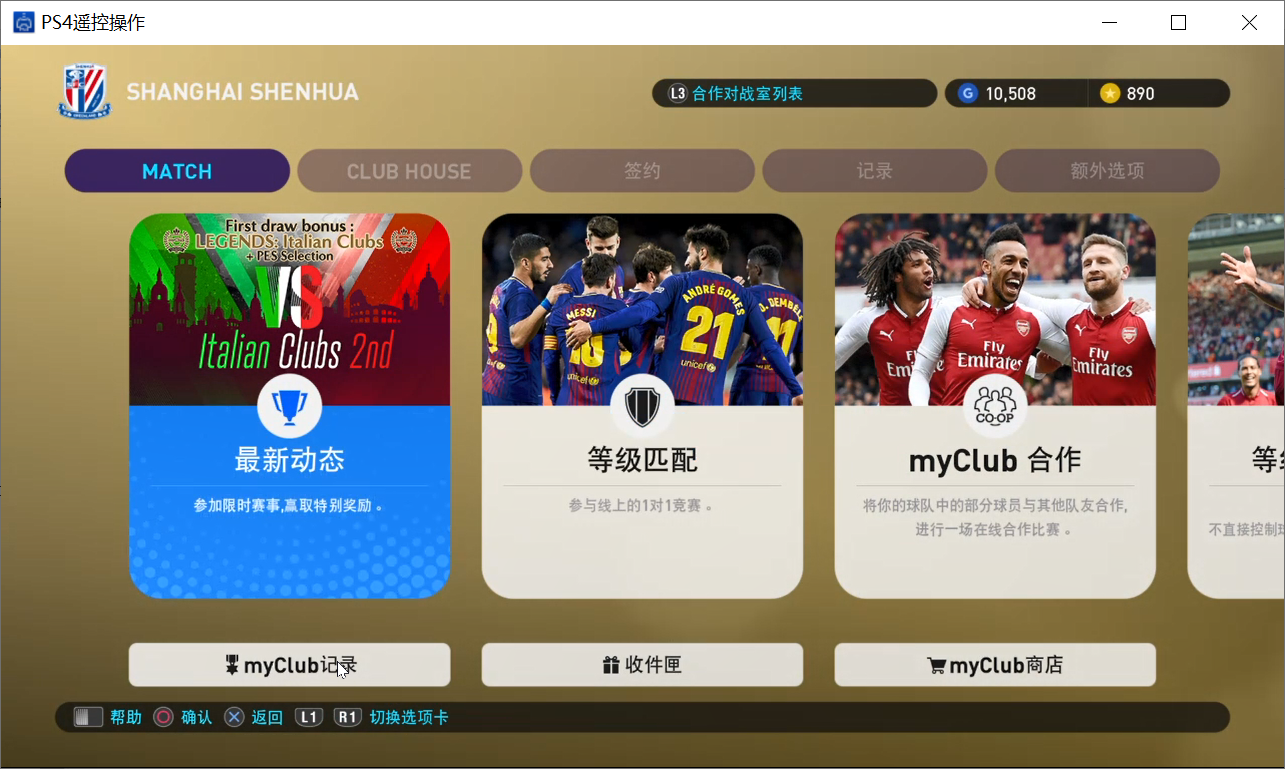 PS4遥控操作
SHANGHAI SHENHUA
L3 合作对战室列表
G 10,508
890
MATCH
CLUB HOUSE
签约
记录
额外选项
First draw bonus :
LEGENDS: Italian Clubs
+ PES Selection
VS
Italian Clubs 2nd
最新动态
参加限时赛事,赢取特别奖励。
MESSI
10
ANDRÉ GOMES
21
unicef
unicef
O. DEMBÉL
11
等级匹配
参与线上的1对1竞赛。
Fly
Emirates
Fly
Emirates
CO-OP
myClub 合作
将你的球队中的部分球员与其他队友合作,
进行一场在线合作比赛。
不直接控制
myClub记录
收件匣
myClub商店
帮助
确认
返回
L1
R1
切换选项卡